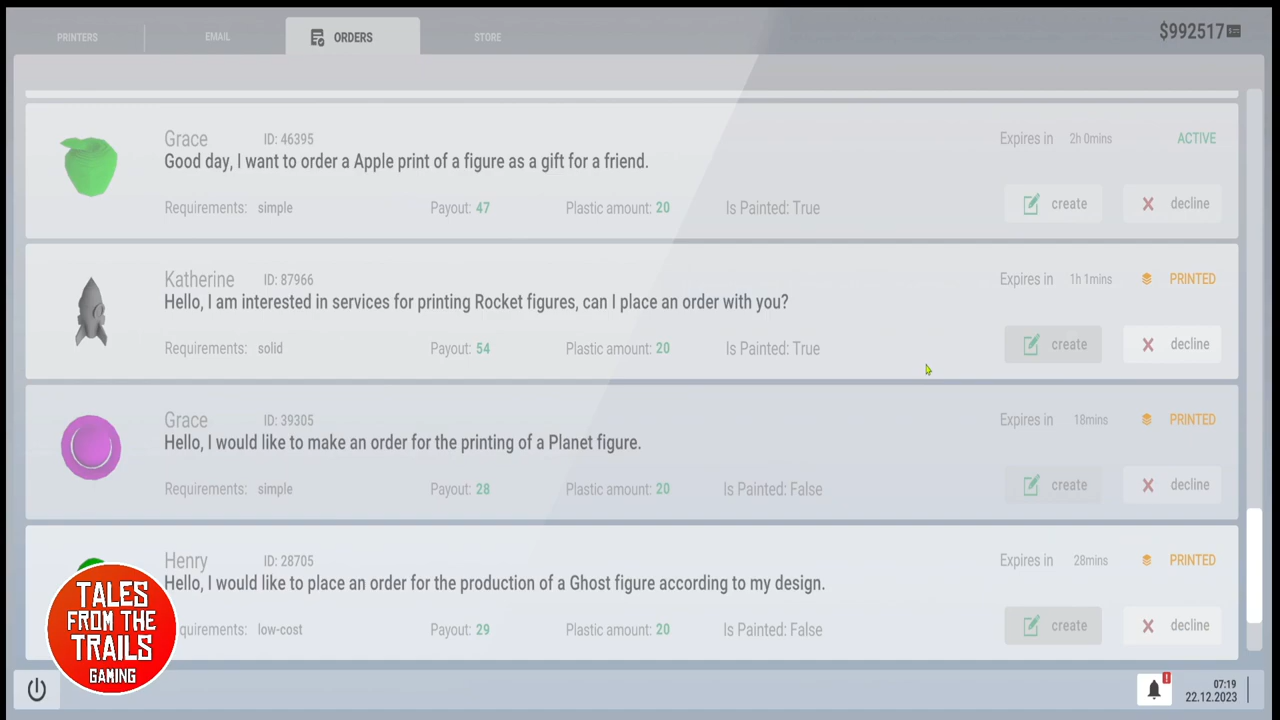 PRINTERS
EMAIL
ORDERS
STORE
$992517
Grace ID: 46395 Expires in 2h 0mins ACTIVE
Good day, I want to order a Apple print of a figure as a gift for a friend.
Requirements: simple Payout: 47 Plastic amount: 20 Is Painted: True create decline
Katherine ID: 87966 Expires in 1h 1mins PRINTED
Hello, I am interested in services for printing Rocket figures, can I place an order with you?
Requirements: solid Payout: 54 Plastic amount: 20 Is Painted: True create decline
Grace ID: 39305 Expires in 18mins PRINTED
Hello, I would like to make an order for the printing of a Planet figure.
Requirements: simple Payout: 28 Plastic amount: 20 Is Painted: False create decline
Henry ID: 28705 Expires in 28mins PRINTED
Hello, I would like to place an order for the production of a Ghost figure according to my design.
quirements: low-cost Payout: 29 Plastic amount: 20 Is Painted: False create decline
TALES
FROM THE
TRAILS
GAMING
07:19
22.12.2023